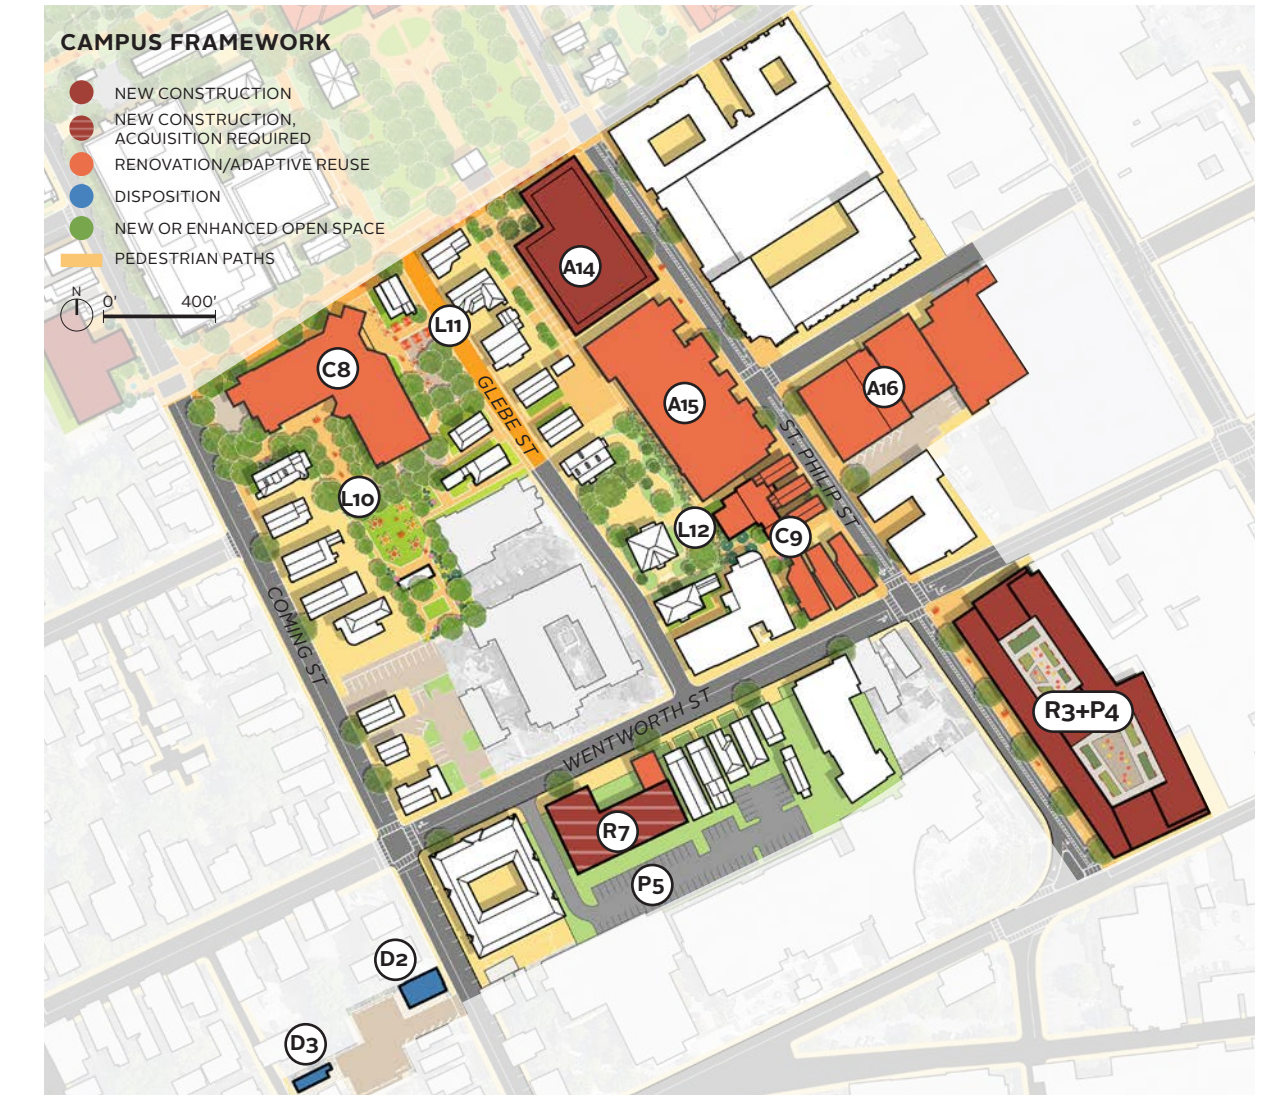 CAMPUS FRAMEWORK
NEW CONSTRUCTION
NEW CONSTRUCTION,
ACQUISITION REQUIRED
RENOVATION/ADAPTIVE REUSE
DISPOSITION
NEW OR ENHANCED OPEN SPACE
PEDESTRIAN PATHS
N
0' 400'
A14
L11
C8
GLEBE ST
A15
A16
ST PHILIP ST
L10
L12
C9
COMING ST
R3+P4
WENTWORTH ST
R7
P5
D2
D3